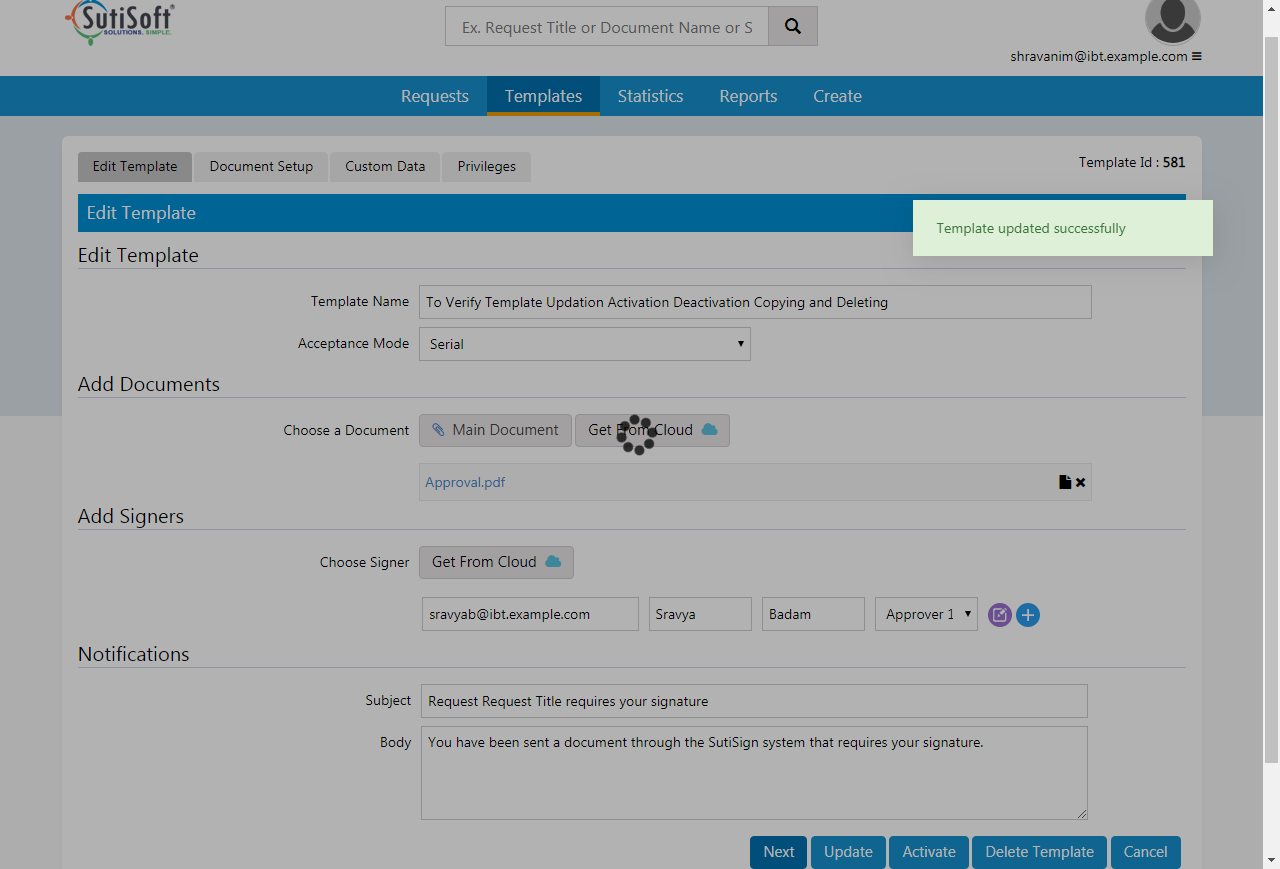 SutiSoft®
SOLUTIONS. SIMPLE.
Ex. Request Title or Document Name or S
shravanim@ibt.example.com
Requests Templates Statistics Reports Create
Edit Template Document Setup Custom Data Privileges Template Id : 581
Edit Template
Template updated successfully
Edit Template
Template Name To Verify Template Updation Activation Deactivation Copying and Deleting
Acceptance Mode Serial
Add Documents
Choose a Document Main Document Get From Cloud
Approval.pdf
Add Signers
Choose Signer Get From Cloud
sravyab@ibt.example.com Sravya Badam Approver 1
Notifications
Subject Request Request Title requires your signature
Body You have been sent a document through the SutiSign system that requires your signature.
Next Update Activate Delete Template Cancel